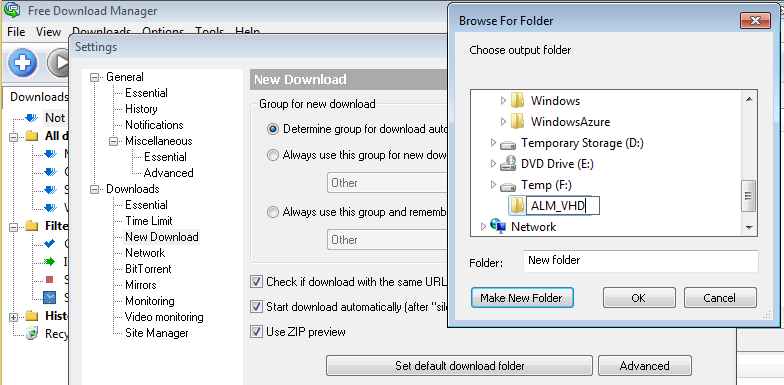 Free Download Manager
File View Downloads Options Tools Help
Downloads
Not
All d
Filte
Histo
Recy
Settings
General
Essential
History
Notifications
Miscellaneous
Essential
Advanced
Downloads
Essential
Time Limit
New Download
Network
BitTorrent
Mirrors
Monitoring
Video monitoring
Site Manager
New Download
Group for new download
Determine group for download auto
Always use this group for new dow
Other
Always use this group and rememb
Other
Check if download with the same URL
Start download automatically (after "sile
Use ZIP preview
Set default download folder
Advanced
Browse For Folder
Choose output folder
Windows
WindowsAzure
Temporary Storage (D:)
DVD Drive (E:)
Temp (F:)
ALM_VHD
Network
Folder: New folder
Make New Folder
OK
Cancel